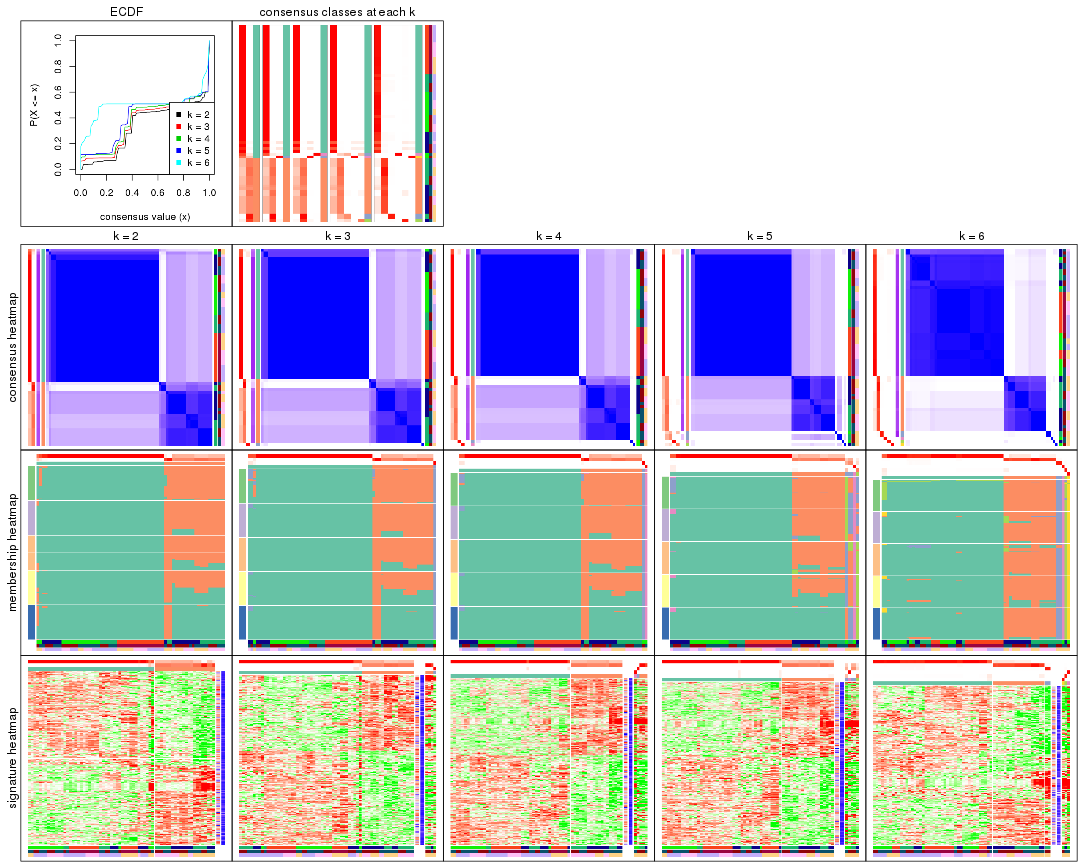 ECDF
consensus classes at each k
P(X <= x)
0.0 0.2 0.4 0.6 0.8 1.0
k = 2
k = 3
k = 4
k = 5
k = 6
0.0 0.2 0.4 0.6 0.8 1.0
consensus value (x)
k = 2
k = 3
k = 4
k = 5
k = 6
consensus heatmap
membership heatmap
signature heatmap